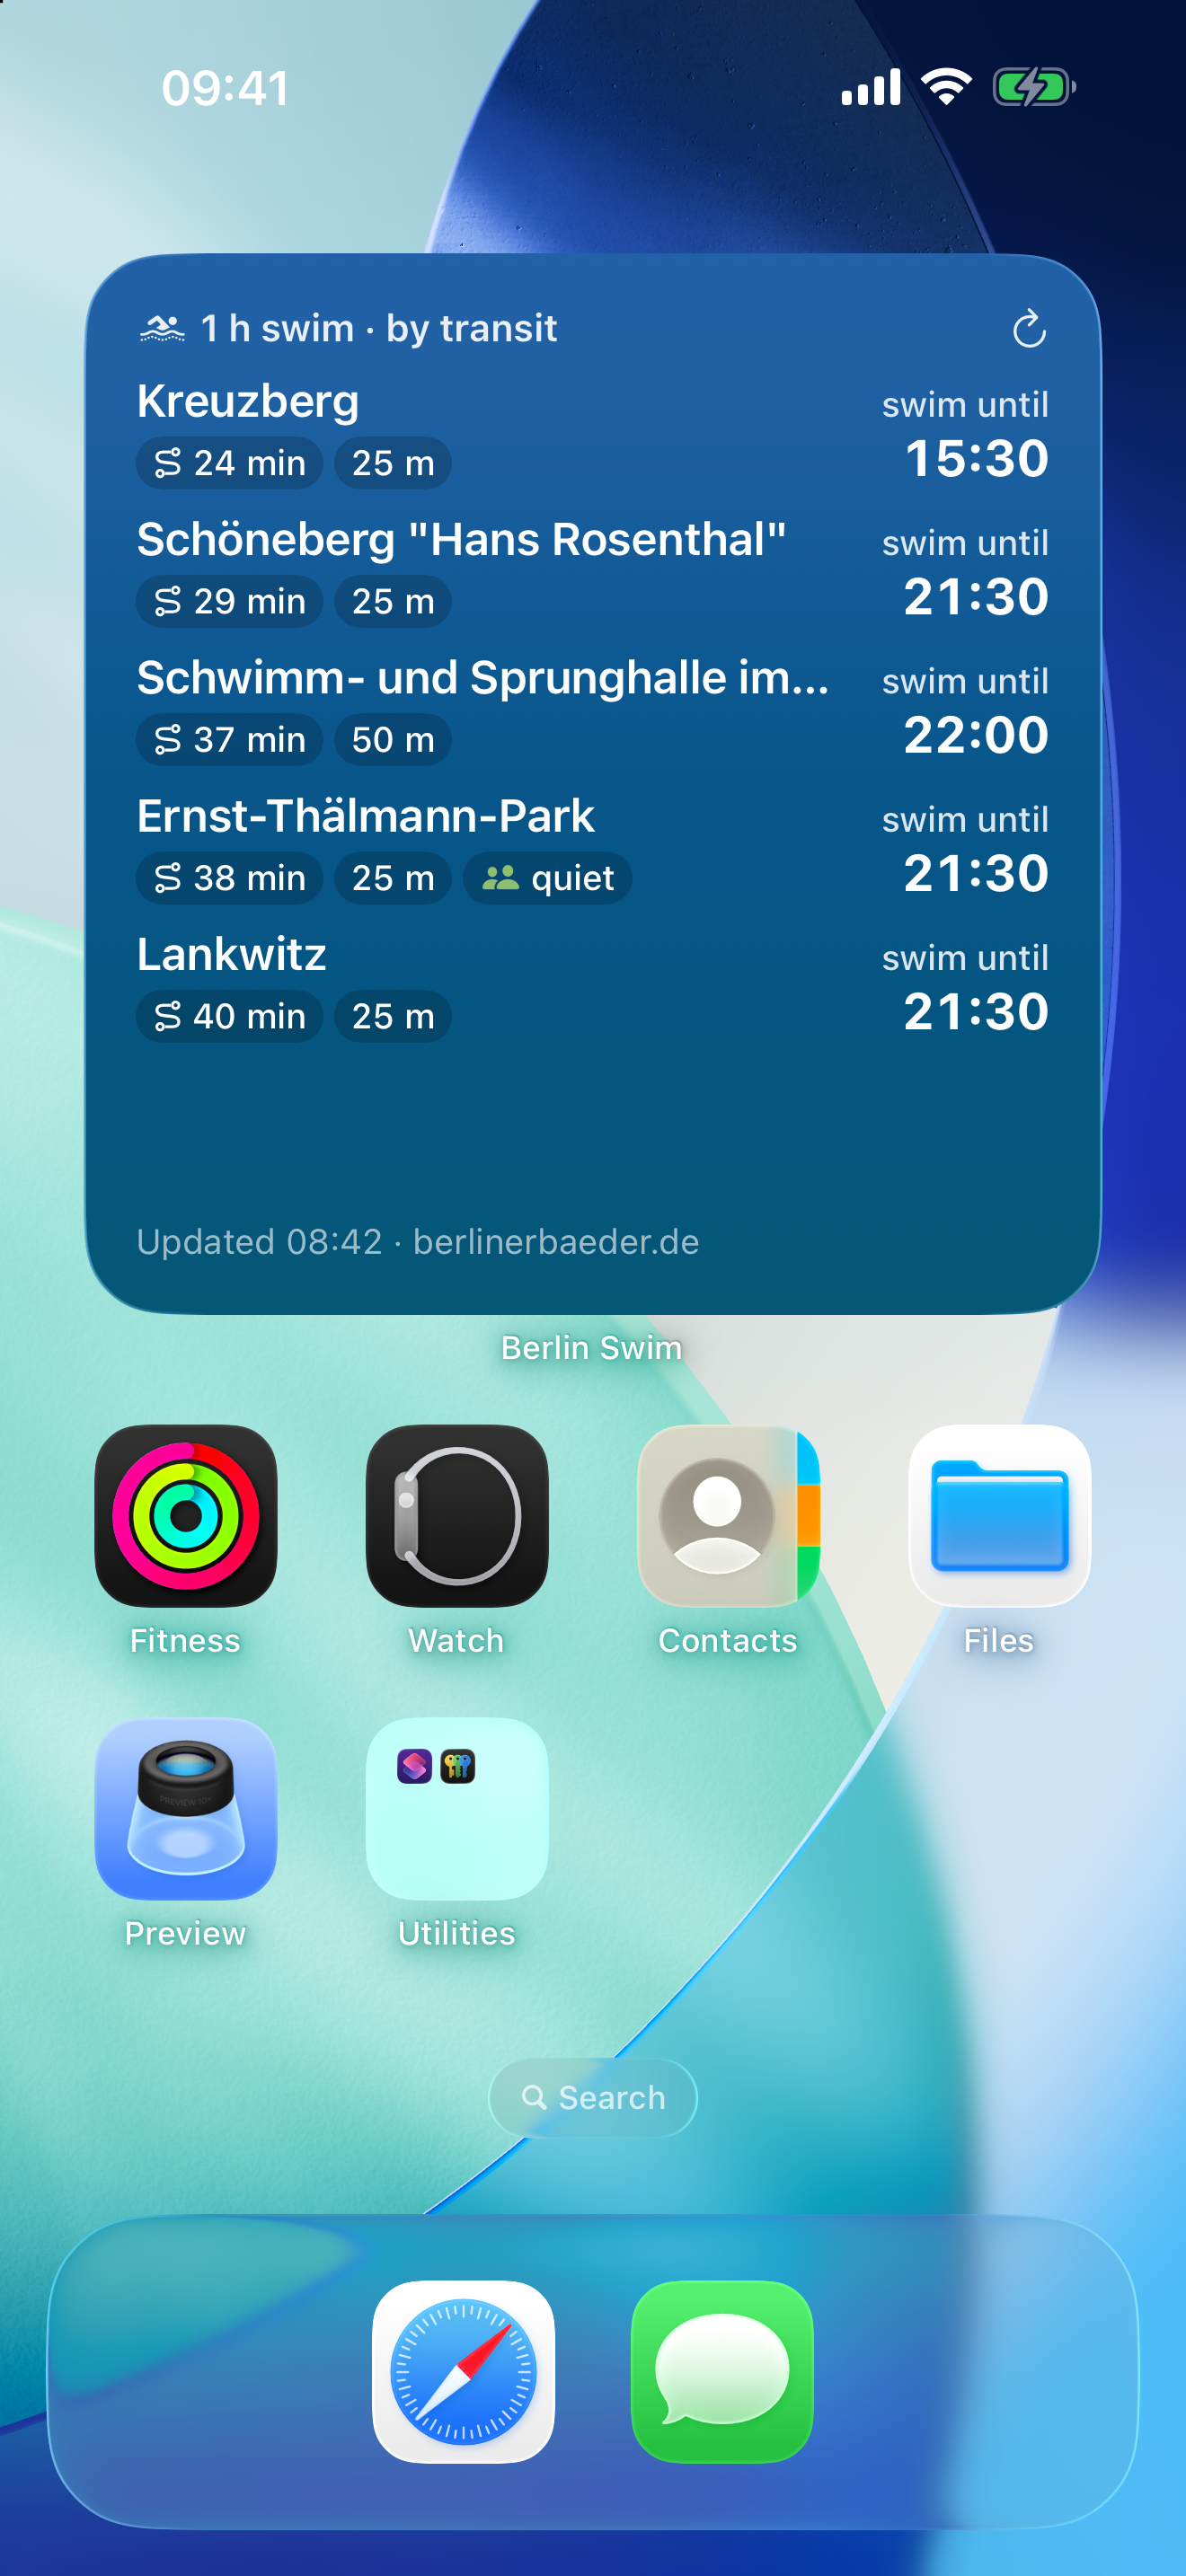 09:41
1 h swim · by transit
Kreuzberg
swim until
24 min
25 m
15:30
Schöneberg "Hans Rosenthal"
swim until
29 min
25 m
21:30
Schwimm- und Sprunghalle im...
swim until
37 min
50 m
22:00
Ernst-Thälmann-Park
swim until
38 min
25 m
quiet
21:30
Lankwitz
swim until
40 min
25 m
21:30
Updated 08:42 · berlinerbaeder.de
Berlin Swim
Fitness
Watch
Contacts
Files
PREVIEW 10×
Preview
Utilities
Search